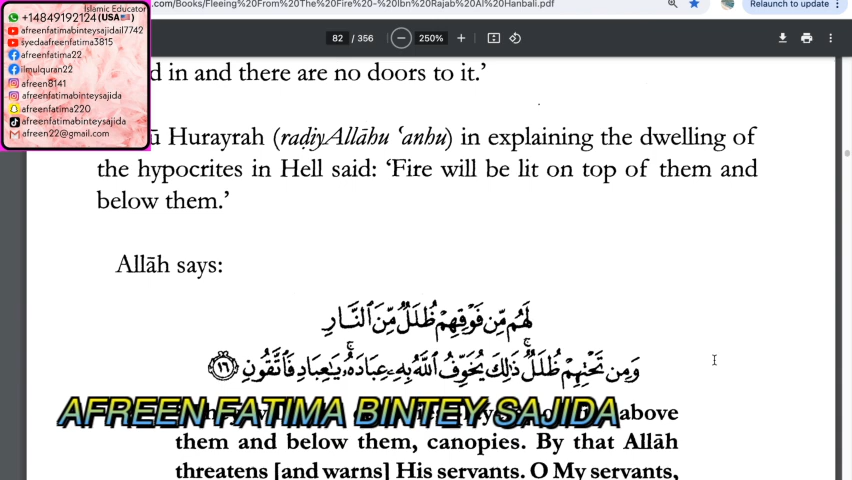 Islamic Educator
+14849192124 (USA🇺🇸)
afreenfatimabinteysajidail7742
syedaafreenfatima3815
afreenfatima22
ilmulquran22
afreen8141
afreenfatimabinteysajida
afreenfatima220
afreenfatimabinteysajida
afreen22@gmail.com
.com/Books/Fleeing%20From%20The%20Fire%20-%20Ibn%20Rajab%20Al%20Hanbali.pdf
Relaunch to update
82 / 356
250%
d in and there are no doors to it.’
ū Hurayrah (raḍiyAllāhu ‘anhu) in explaining the dwelling of
the hypocrites in Hell said: ‘Fire will be lit on top of them and
below them.’
Allāh says:
لَهُم مِّن فَوْقِهِمْ ظُلَلٌ مِّنَ ٱلنَّارِ
وَمِن تَحْتِهِمْ ظُلَلٌ ۚ ذَٰلِكَ يُخَوِّفُ ٱللَّهُ بِهِۦ عِبَادَهُۥ ۚ يَـٰعِبَادِ فَٱتَّقُونِ ١٦
AFREEN FATIMA BINTEY SAJIDA
above
them and below them, canopies. By that Allāh
threatens [and warns] His servants. O My servants,